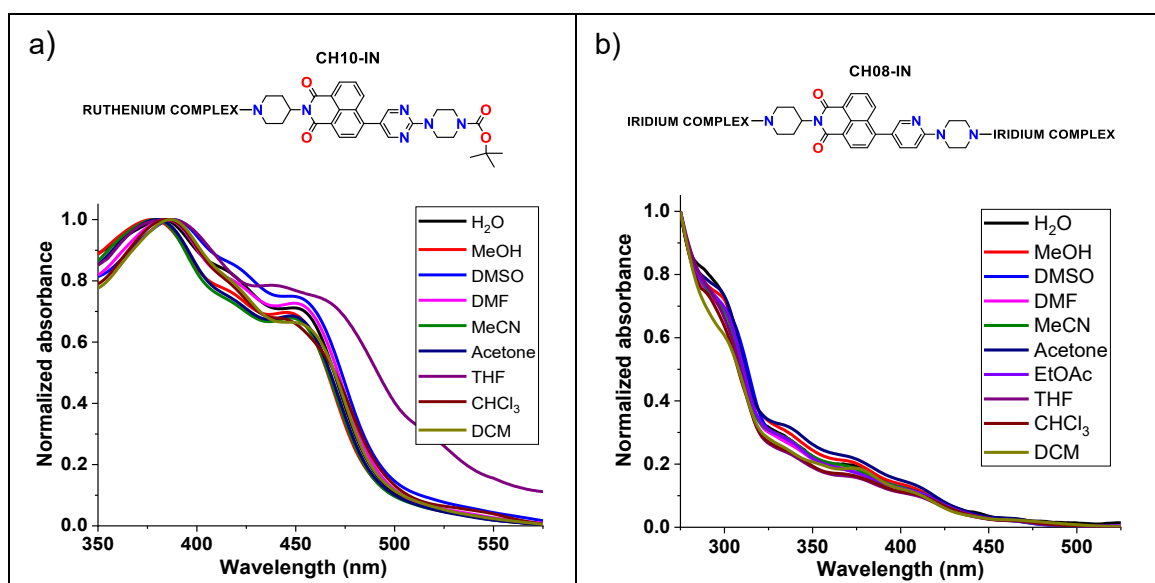 a)
CH10-IN
RUTHENIUM COMPLEX N N O O N N N N O O
Normalized absorbance
1.0
0.8
0.6
0.4
0.2
0.0
350 400 450 500 550
Wavelength (nm)
H₂O
MeOH
DMSO
DMF
MeCN
Acetone
THF
CHCl₃
DCM
b)
CH08-IN
IRIDIUM COMPLEX N N O O N N N IRIDIUM COMPLEX
Normalized absorbance
1.0
0.8
0.6
0.4
0.2
0.0
300 350 400 450 500
Wavelength (nm)
H₂O
MeOH
DMSO
DMF
MeCN
Acetone
EtOAc
THF
CHCl₃
DCM